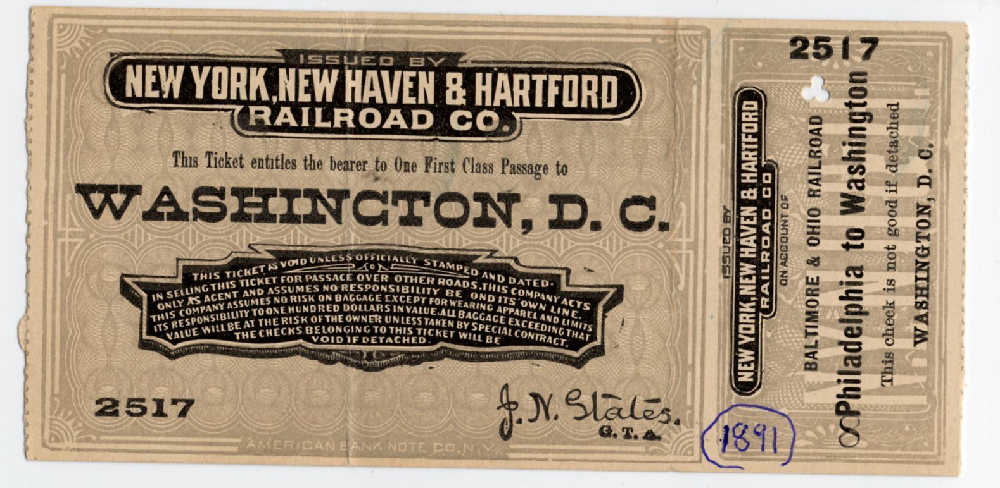 ISSUED BY
NEW YORK, NEW HAVEN & HARTFORD
RAILROAD CO.
This Ticket entitles the bearer to One First Class Passage to
WASHINGTON, D. C.
THIS TICKET IS VOID UNLESS OFFICIALLY STAMPED AND DATED.
IN SELLING THIS TICKET FOR PASSAGE OVER OTHER ROADS, THIS COMPANY ACTS
ONLY AS AGENT AND ASSUMES NO RESPONSIBILITY BE OND ITS OWN LINE.
THIS COMPANY ASSUMES NO RISK ON BAGGAGE EXCEPT FOR WEARING APPAREL AND LIMITS
ITS RESPONSIBILITY TO ONE HUNDRED DOLLARS IN VALUE, ALL BAGGAGE EXCEEDING THAT
VALUE WILL BE AT THE RISK OF THE OWNER UNLESS TAKEN BY SPECIAL CONTRACT.
THE CHECKS BELONGING TO THIS TICKET WILL BE
VOID IF DETACHED.
2517
J. N. States.
G. T. A.
AMERICAN BANK NOTE CO., N.Y.
2517
ISSUED BY
NEW YORK, NEW HAVEN & HARTFORD
RAILROAD CO
ON ACCOUNT OF
BALTIMORE & OHIO RAILROAD
Philadelphia to Washington
This check is not good if detached
WASHINGTON, D. C.
1891